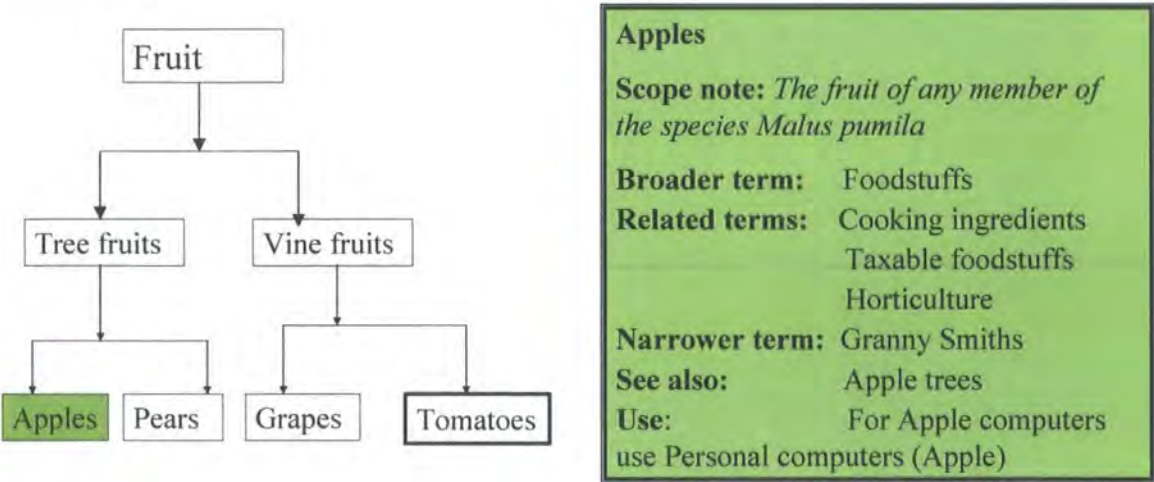 Fruit
Tree fruits
Vine fruits
Apples
Pears
Grapes
Tomatoes
Apples
Scope note: The fruit of any member of
the species Malus pumila
Broader term: Foodstuffs
Related terms: Cooking ingredients
Taxable foodstuffs
Horticulture
Narrower term: Granny Smiths
See also: Apple trees
Use: For Apple computers
use Personal computers (Apple)